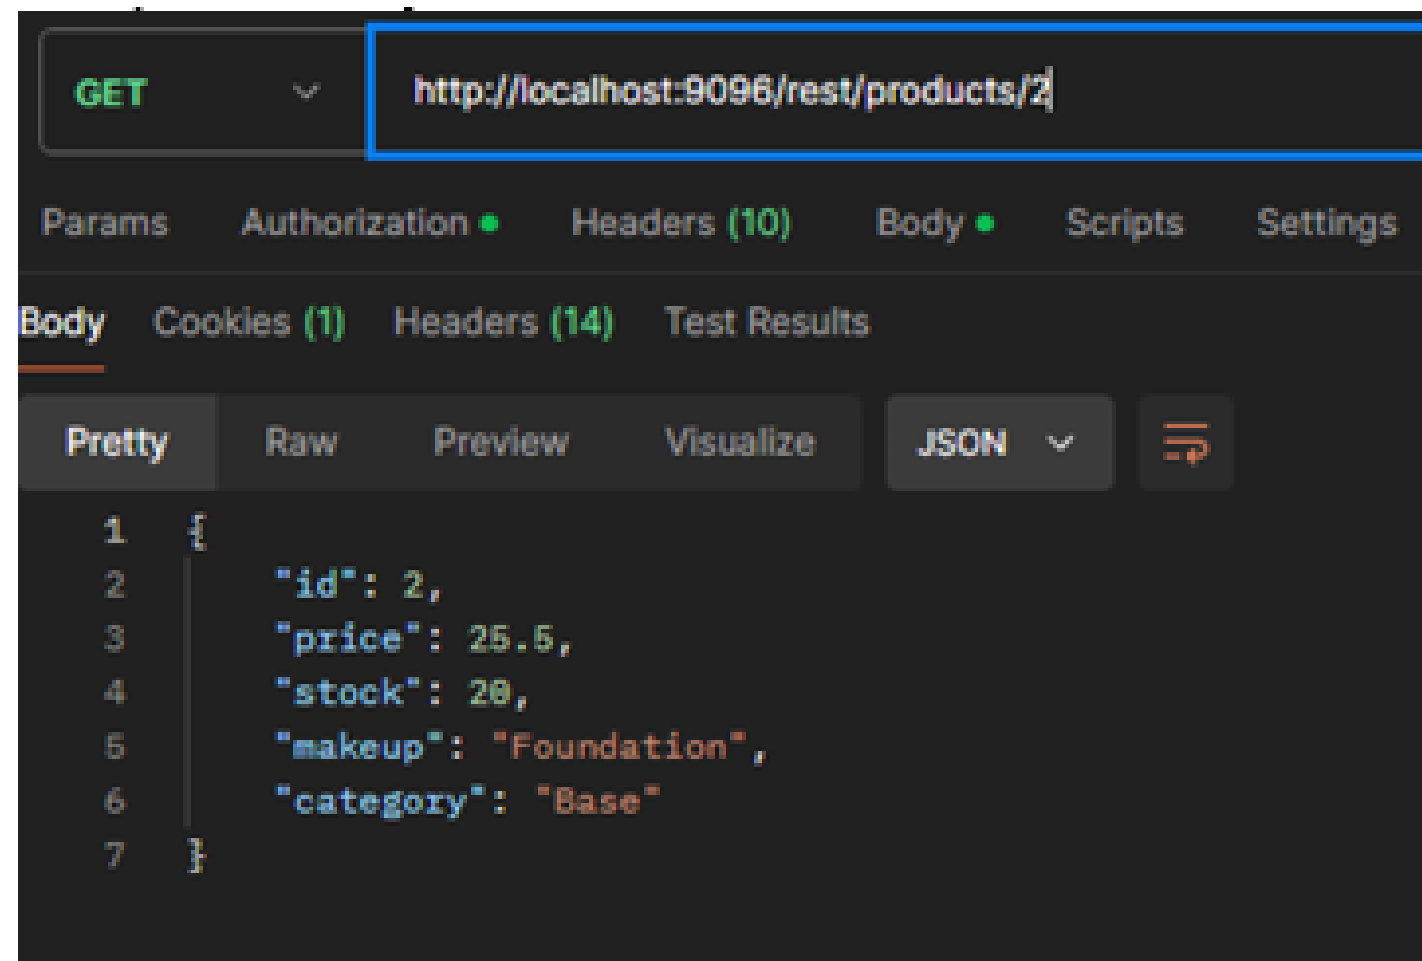 GET http://localhost:9096/rest/products/2
Params Authorization Headers (10) Body Scripts Settings
Body Cookies (1) Headers (14) Test Results
Pretty Raw Preview Visualize JSON
1 {
2 "id": 2,
3 "price": 25.5,
4 "stock": 20,
5 "makeup": "Foundation",
6 "category": "Base"
7 }